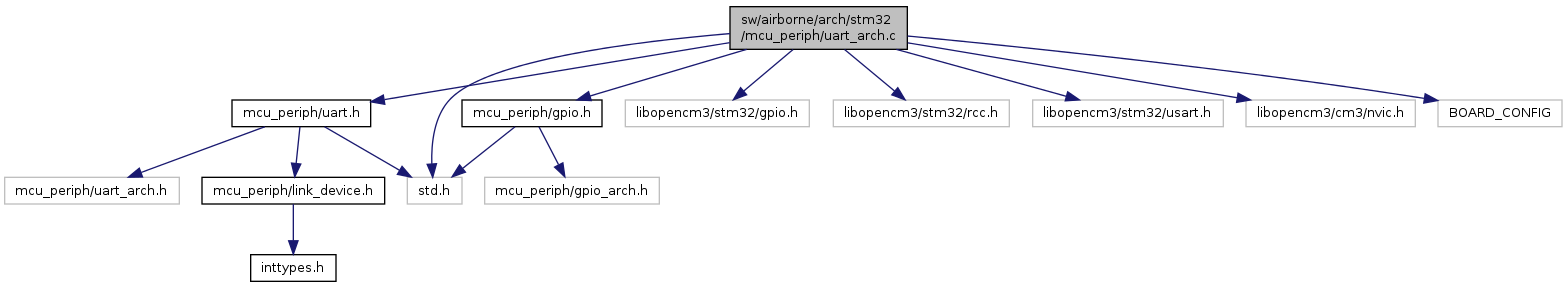 sw/airborne/arch/stm32
/mcu_periph/uart_arch.c
mcu_periph/uart.h
mcu_periph/gpio.h
libopencm3/stm32/gpio.h
libopencm3/stm32/rcc.h
libopencm3/stm32/usart.h
libopencm3/cm3/nvic.h
BOARD_CONFIG
mcu_periph/uart_arch.h
mcu_periph/link_device.h
std.h
mcu_periph/gpio_arch.h
inttypes.h